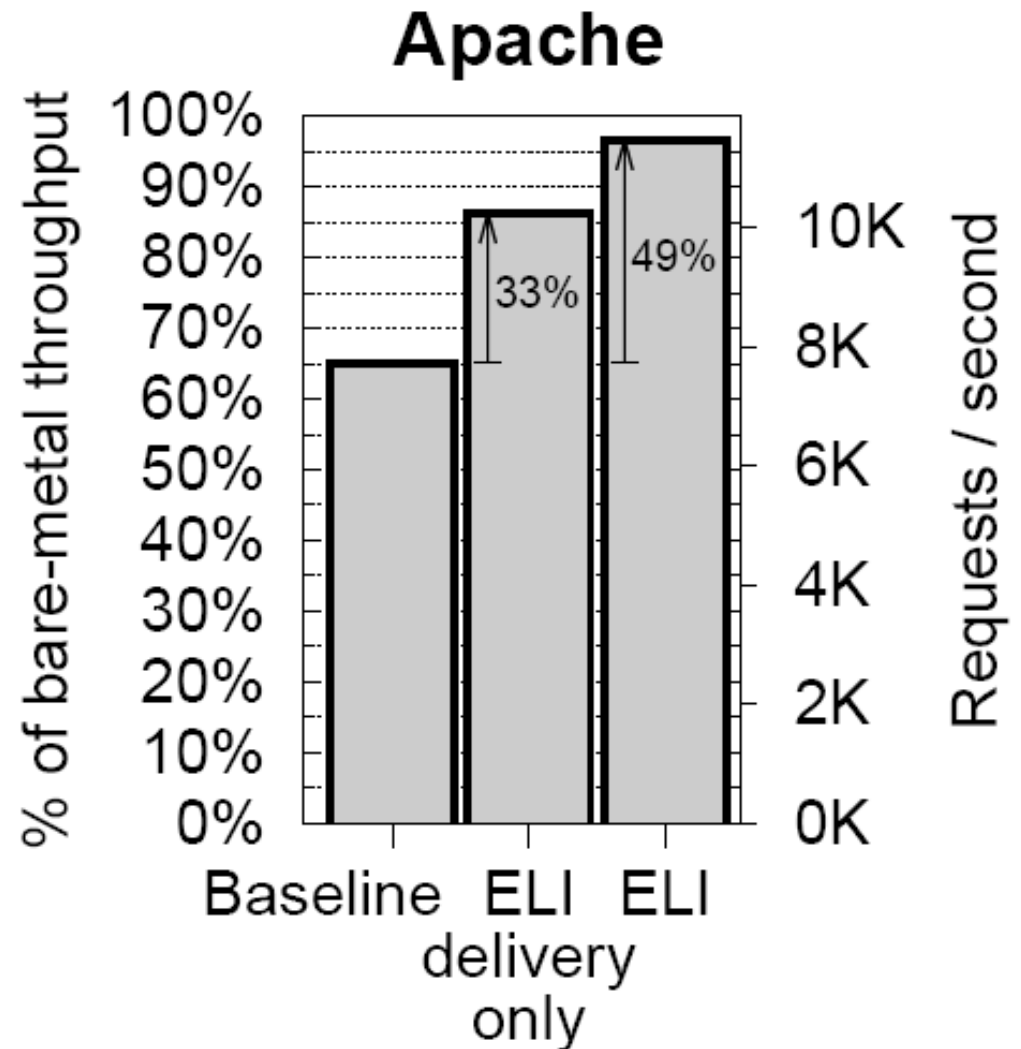 Apache
% of bare-metal throughput
100%
90%
80%
70%
60%
50%
40%
30%
20%
10%
0%
33%
49%
10K
8K
6K
4K
2K
0K
Requests / second
Baseline
ELI
delivery
only
ELI